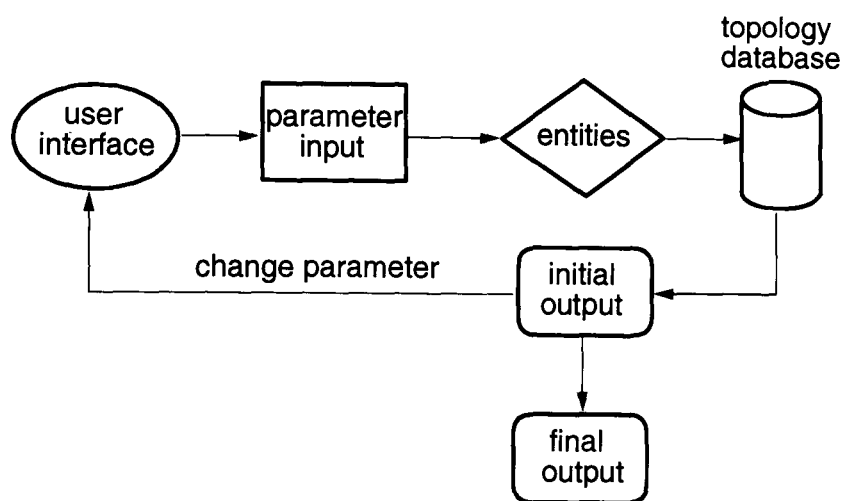 topology
database
user
interface
parameter
input
entities
change parameter
initial
output
final
output